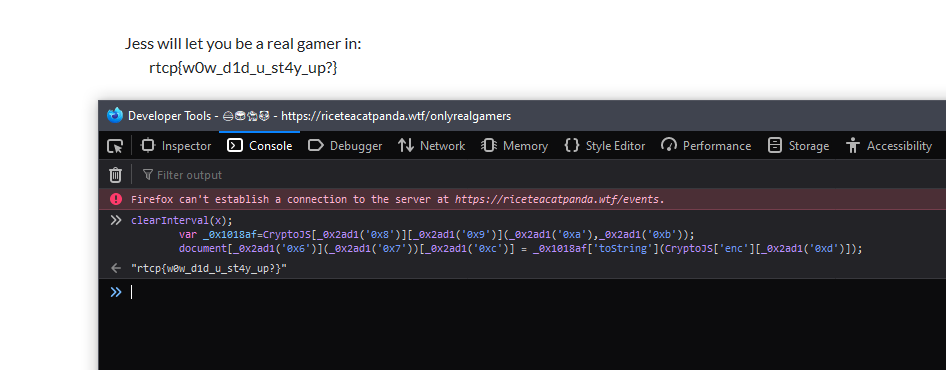 Jess will let you be a real gamer in:
rtcp{w0w_d1d_u_st4y_up?}
Developer Tools - 🍚🍵🐈🐼 - https://riceteacatpanda.wtf/onlyrealgamers
Inspector Console Debugger Network Memory {} Style Editor Performance Storage Accessibility
Filter output
Firefox can't establish a connection to the server at https://riceteacatpanda.wtf/events.
clearInterval(x);
var _0x1018af=CryptoJS[_0x2ad1('0x8')][_0x2ad1('0x9')](_0x2ad1('0xa'),_0x2ad1('0xb'));
document[_0x2ad1('0x6')](_0x2ad1('0x7'))[_0x2ad1('0xc')] = _0x1018af['toString'](CryptoJS['enc'][_0x2ad1('0xd')]);
"rtcp{w0w_d1d_u_st4y_up?}"